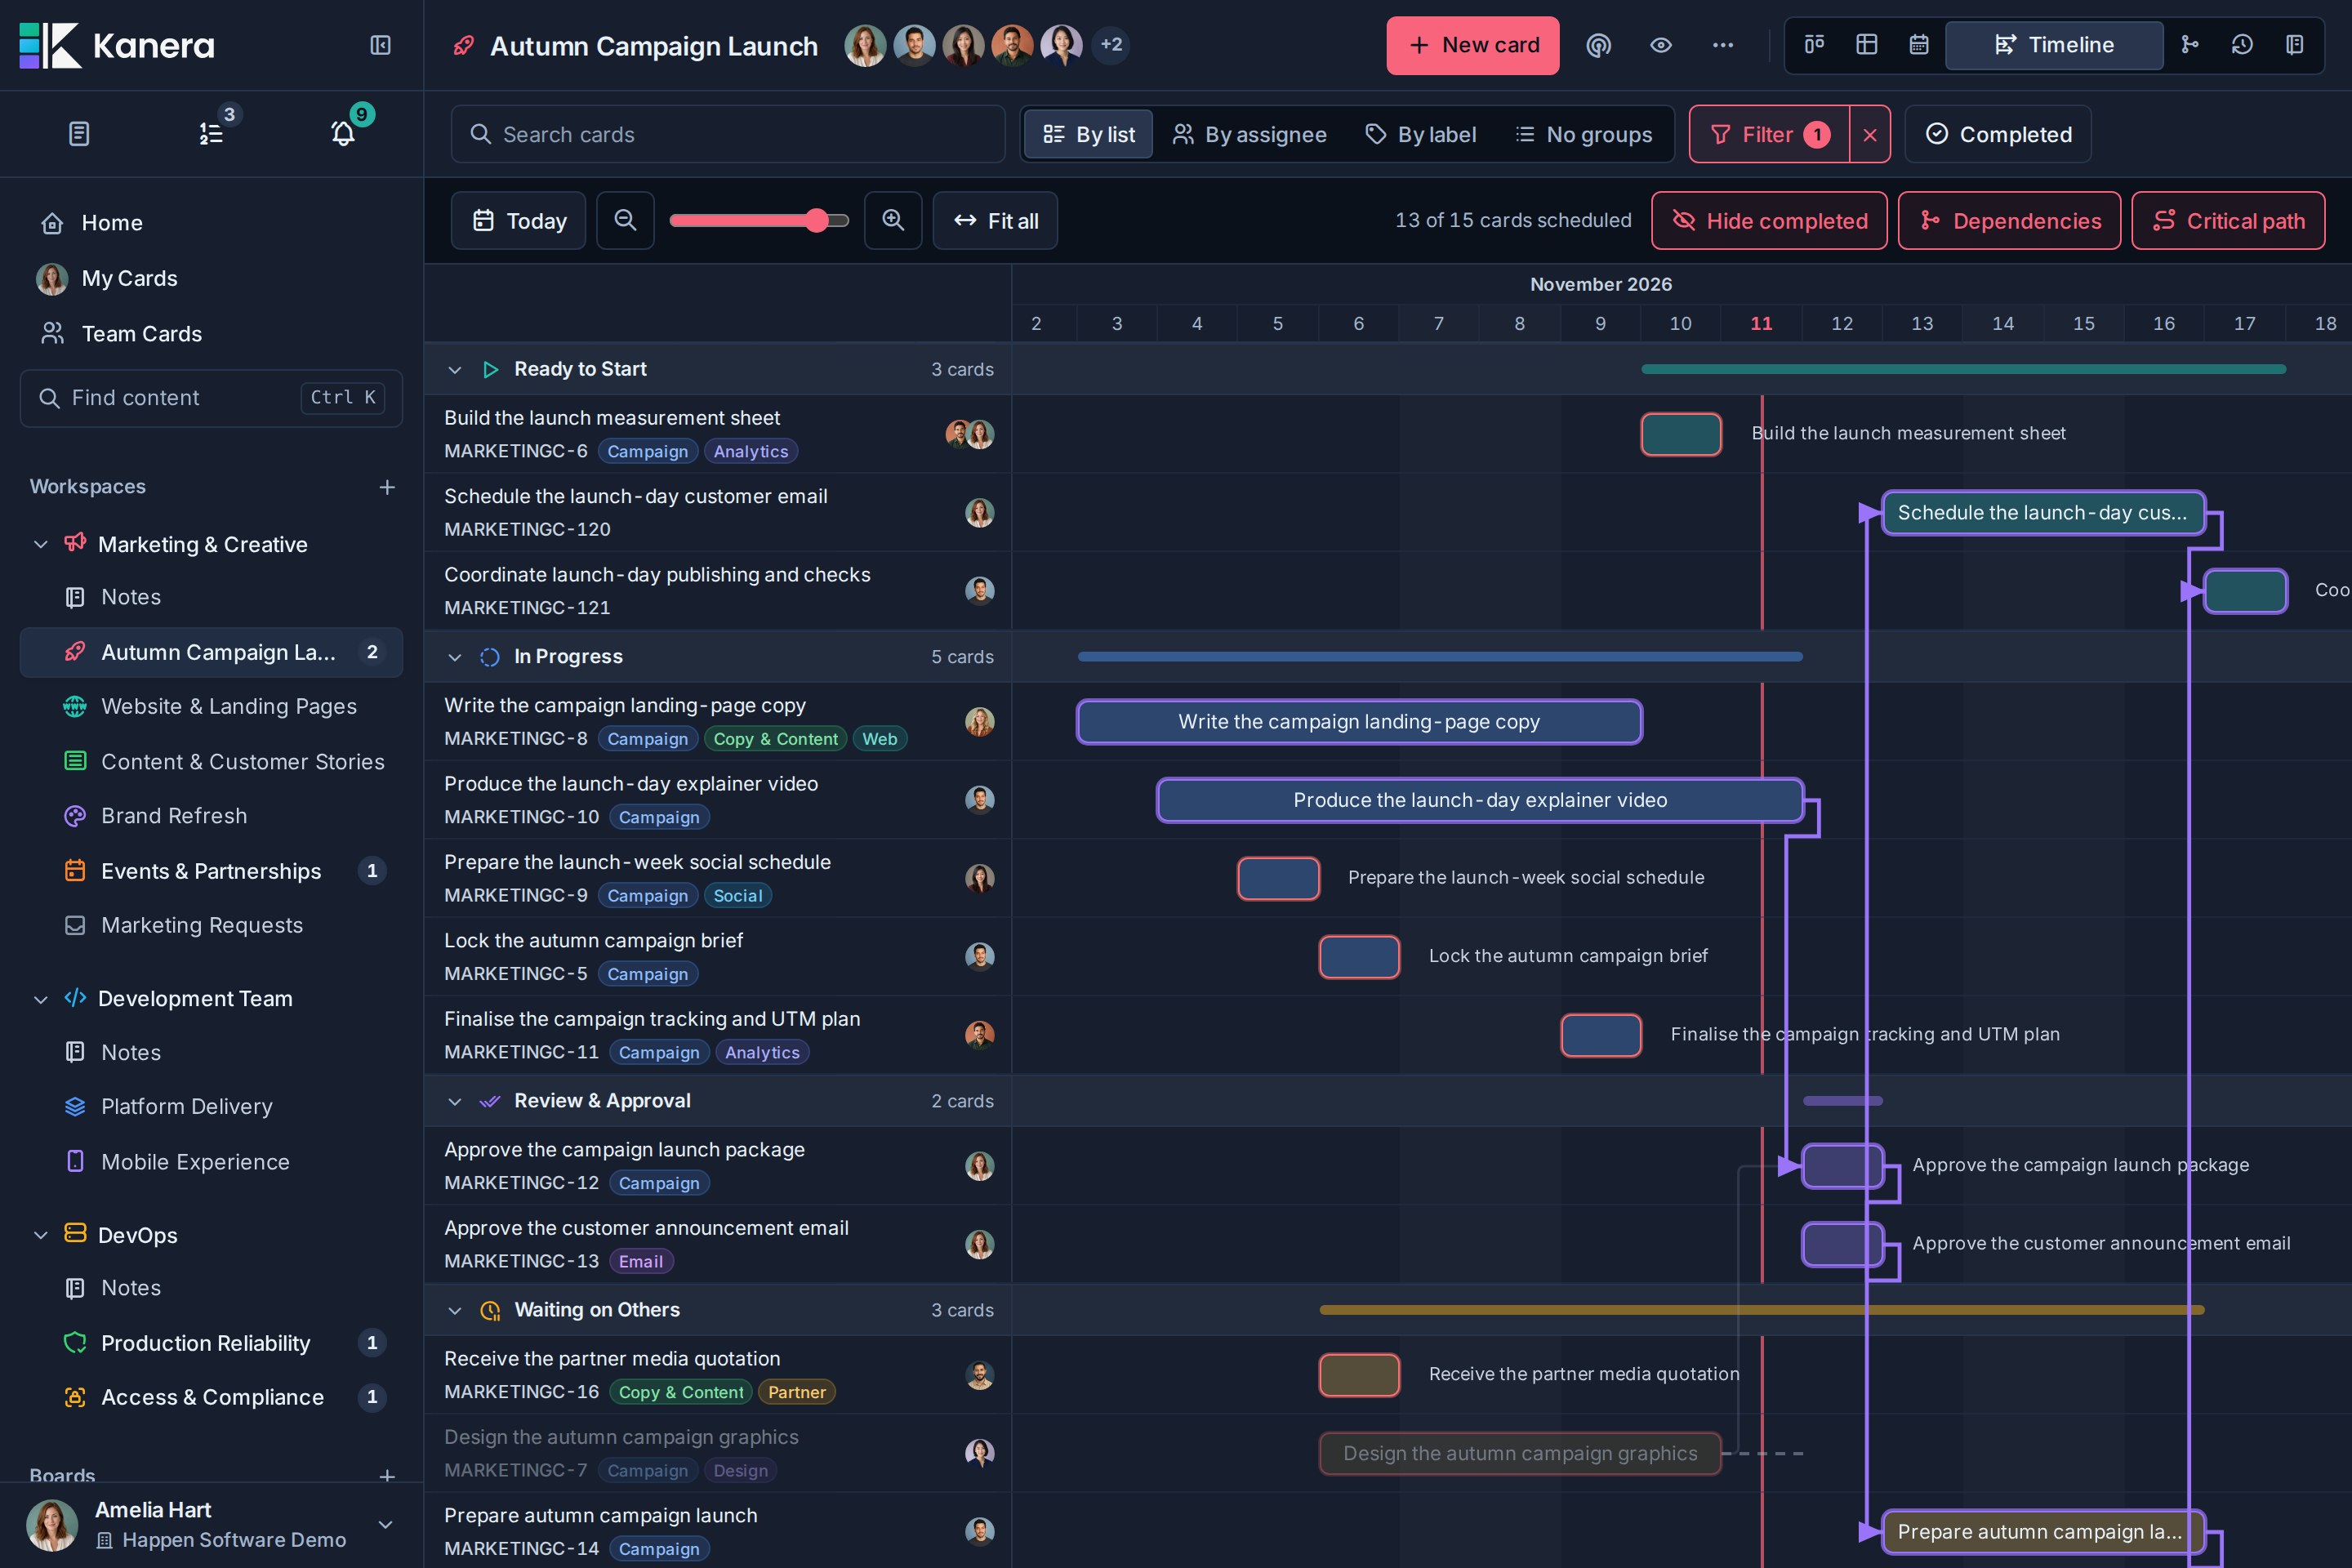 Kanera
Autumn Campaign Launch
+2
New card
Timeline
3
9
Search cards
By list
By assignee
By label
No groups
Filter 1
Completed
Today
Fit all
13 of 15 cards scheduled
Hide completed
Dependencies
Critical path
Home
My Cards
Team Cards
Find content
Ctrl K
Workspaces
Marketing & Creative
Notes
Autumn Campaign La... 2
Website & Landing Pages
Content & Customer Stories
Brand Refresh
Events & Partnerships 1
Marketing Requests
Development Team
Notes
Platform Delivery
Mobile Experience
DevOps
Notes
Production Reliability 1
Access & Compliance 1
Boards
Amelia Hart
Happen Software Demo
November 2026
2 3 4 5 6 7 8 9 10 11 12 13 14 15 16 17 18
Ready to Start 3 cards
Build the launch measurement sheet
MARKETINGC-6 Campaign Analytics
Build the launch measurement sheet
Schedule the launch-day customer email
MARKETINGC-120
Schedule the launch-day cus...
Coordinate launch-day publishing and checks
MARKETINGC-121
Coo
In Progress 5 cards
Write the campaign landing-page copy
MARKETINGC-8 Campaign Copy & Content Web
Write the campaign landing-page copy
Produce the launch-day explainer video
MARKETINGC-10 Campaign
Produce the launch-day explainer video
Prepare the launch-week social schedule
MARKETINGC-9 Campaign Social
Prepare the launch-week social schedule
Lock the autumn campaign brief
MARKETINGC-5 Campaign
Lock the autumn campaign brief
Finalise the campaign tracking and UTM plan
MARKETINGC-11 Campaign Analytics
Finalise the campaign tracking and UTM plan
Review & Approval 2 cards
Approve the campaign launch package
MARKETINGC-12 Campaign
Approve the campaign launch package
Approve the customer announcement email
MARKETINGC-13 Email
Approve the customer announcement email
Waiting on Others 3 cards
Receive the partner media quotation
MARKETINGC-16 Copy & Content Partner
Receive the partner media quotation
Design the autumn campaign graphics
MARKETINGC-7 Campaign Design
Design the autumn campaign graphics
Prepare autumn campaign launch
MARKETINGC-14 Campaign
Prepare autumn campaign la...